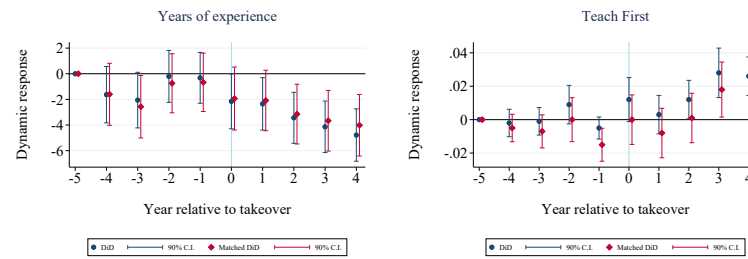 Years of experience
Dynamic response
2
0
-2
-4
-6
-5 -4 -3 -2 -1 0 1 2 3 4
Year relative to takeover
DiD 90% C.I. Matched DiD 90% C.I.
Teach First
Dynamic response
.04
.02
0
-.02
-5 -4 -3 -2 -1 0 1 2 3 4
Year relative to takeover
DiD 90% C.I. Matched DiD 90% C.I.